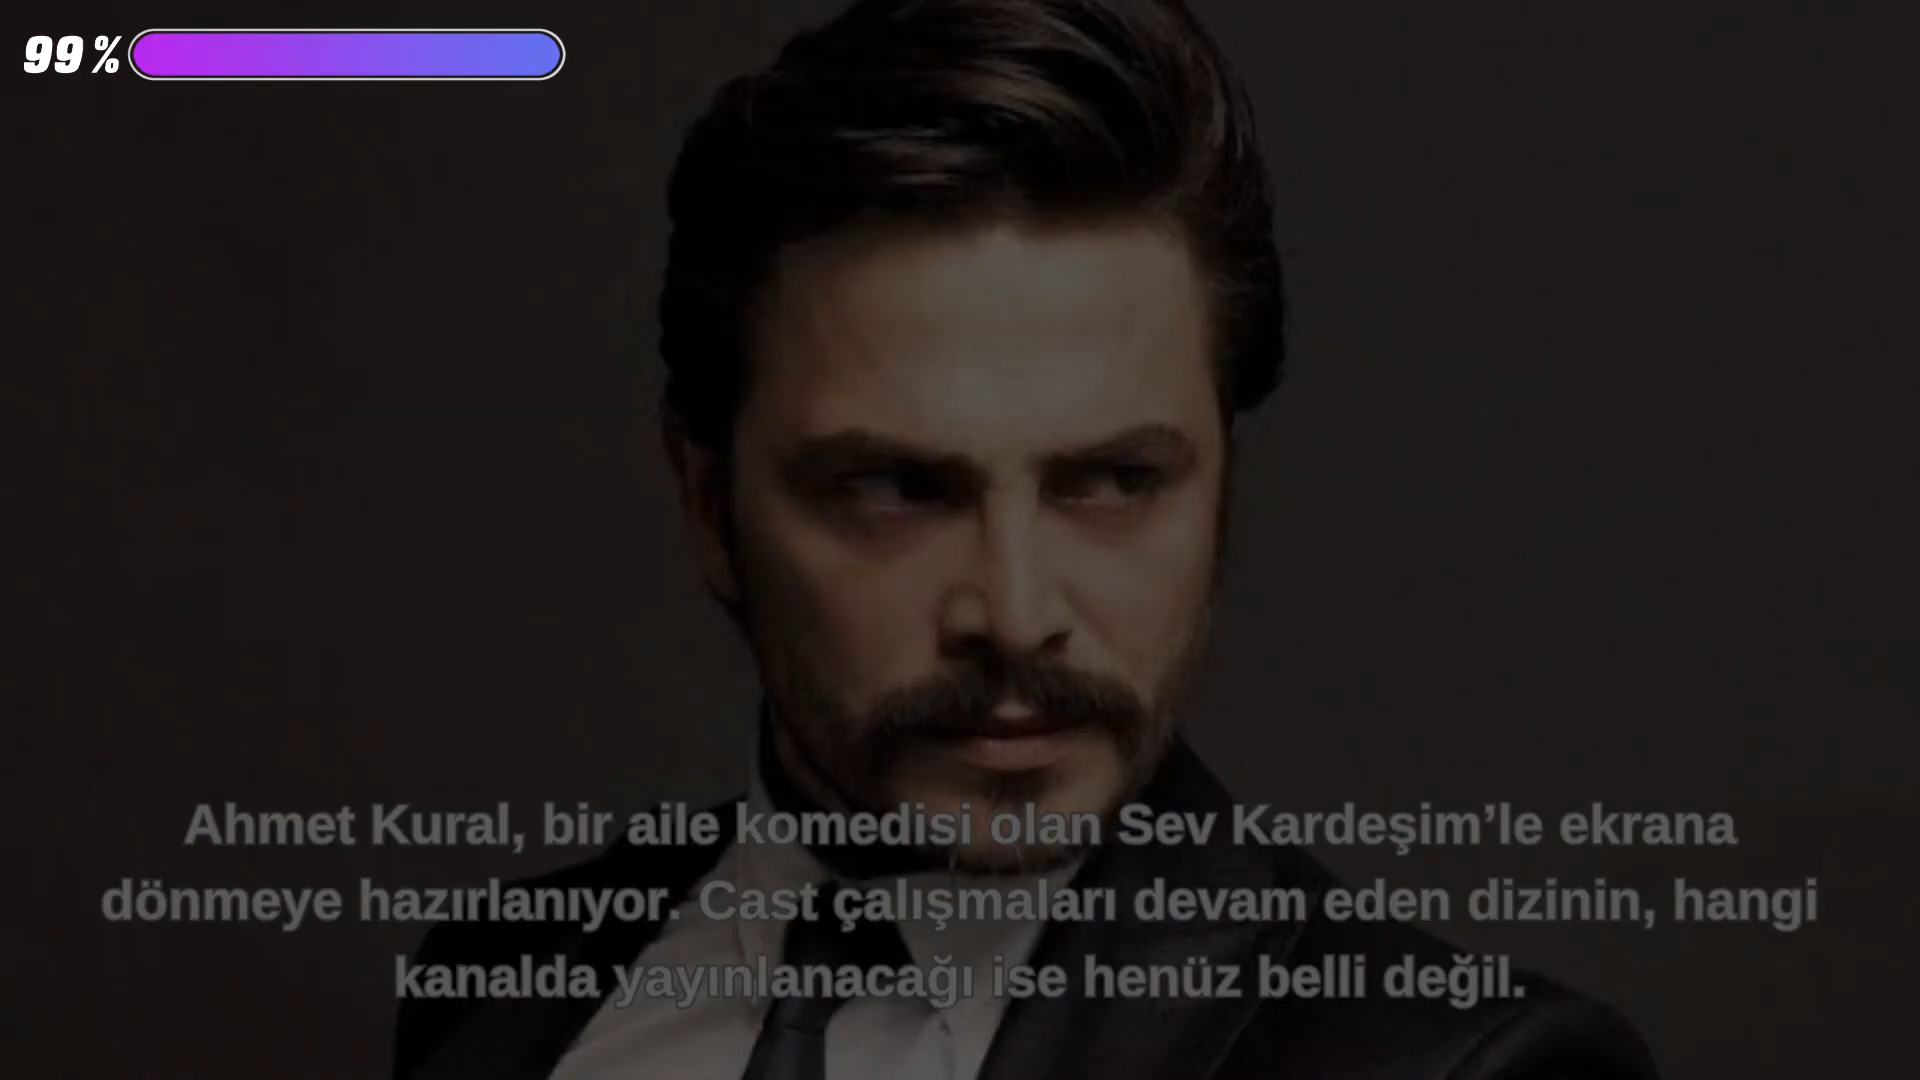 99%
Ahmet Kural, bir aile komedisi olan Sev Kardeşim’le ekrana
dönmeye hazırlanıyor. Cast çalışmaları devam eden dizinin, hangi
kanalda yayınlanacağı ise henüz belli değil.